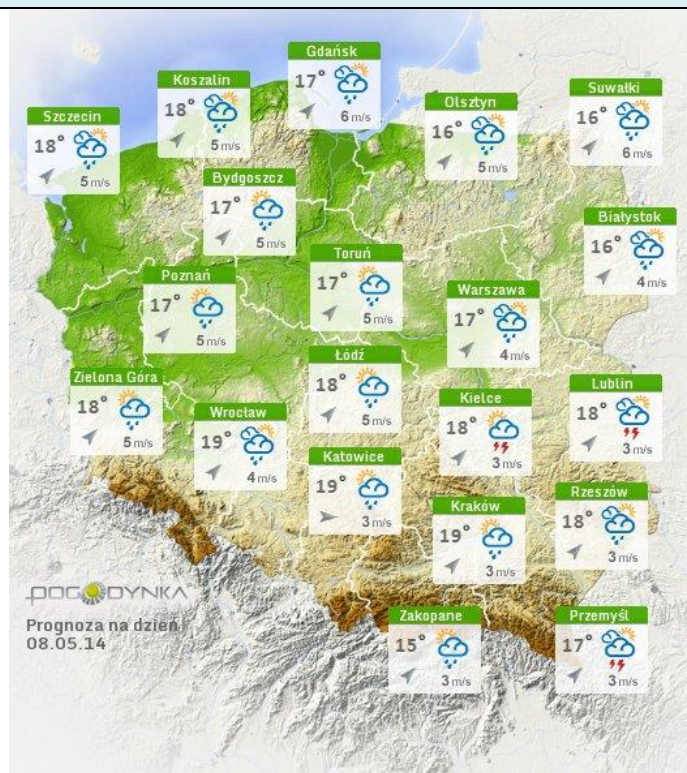 Gdańsk
17°
6 m/s
Koszalin
18°
5 m/s
Suwałki
16°
6 m/s
Olsztyn
16°
5 m/s
Szczecin
18°
5 m/s
Bydgoszcz
17°
5 m/s
Białystok
16°
4 m/s
Toruń
17°
5 m/s
Poznań
17°
5 m/s
Warszawa
17°
4 m/s
Łódź
18°
5 m/s
Zielona Góra
18°
5 m/s
Lublin
18°
3 m/s
Kielce
18°
3 m/s
Wrocław
19°
4 m/s
Katowice
19°
3 m/s
Rzeszów
18°
3 m/s
Kraków
19°
3 m/s
POGODYNKA
Prognoza na dzień
08.05.14
Zakopane
15°
3 m/s
Przemyśl
17°
3 m/s